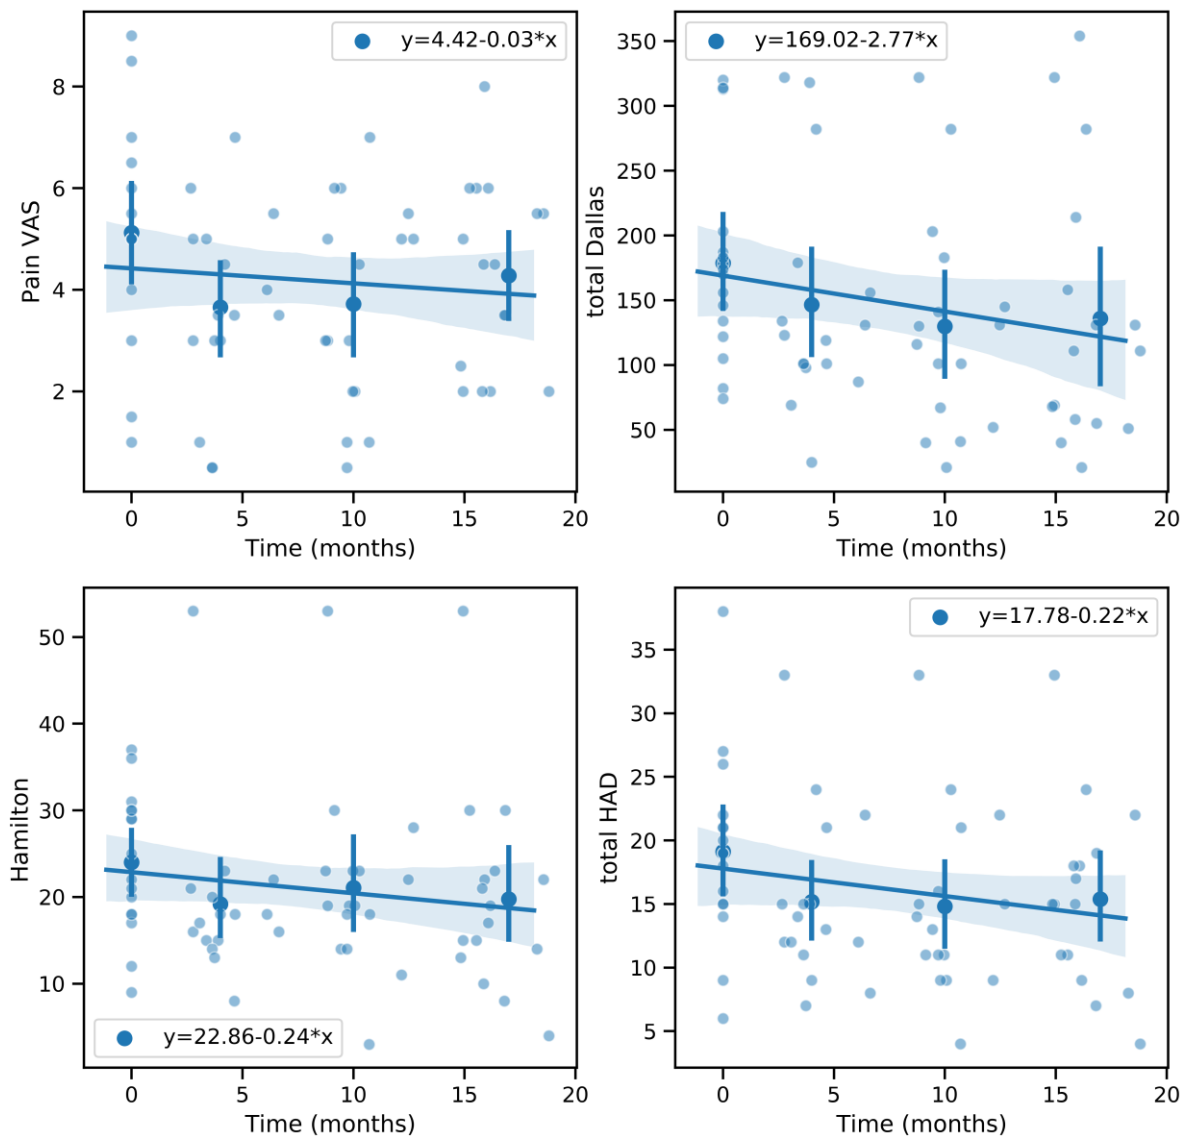 y=4.42-0.03*x
8
6
4
2
Pain VAS
0 5 10 15 20
Time (months)
y=169.02-2.77*x
350
300
250
200
150
100
50
total Dallas
0 5 10 15 20
Time (months)
50
40
30
20
10
Hamilton
y=22.86-0.24*x
0 5 10 15 20
Time (months)
y=17.78-0.22*x
35
30
25
20
15
10
5
total HAD
0 5 10 15 20
Time (months)